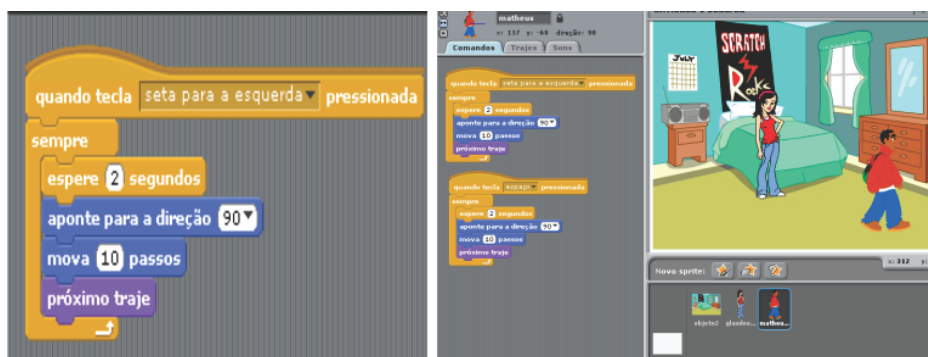 quando tecla seta para a esquerda pressionada
sempre
espere 2 segundos
aponte para a direção 90
mova 10 passos
próximo traje
matheus
x: 137 y: -60 direção: 90
Comandos Trajes Sons
quando tecla seta para a esquerda pressionada
sempre
espere 2 segundos
aponte para a direção 90
mova 10 passos
próximo traje
quando tecla espaço pressionada
sempre
espere 2 segundos
aponte para a direção 90
mova 10 passos
próximo traje
JULY
SCRATCH
Rocks
x: 312 y:
Novo sprite:
objeto2 matheu...